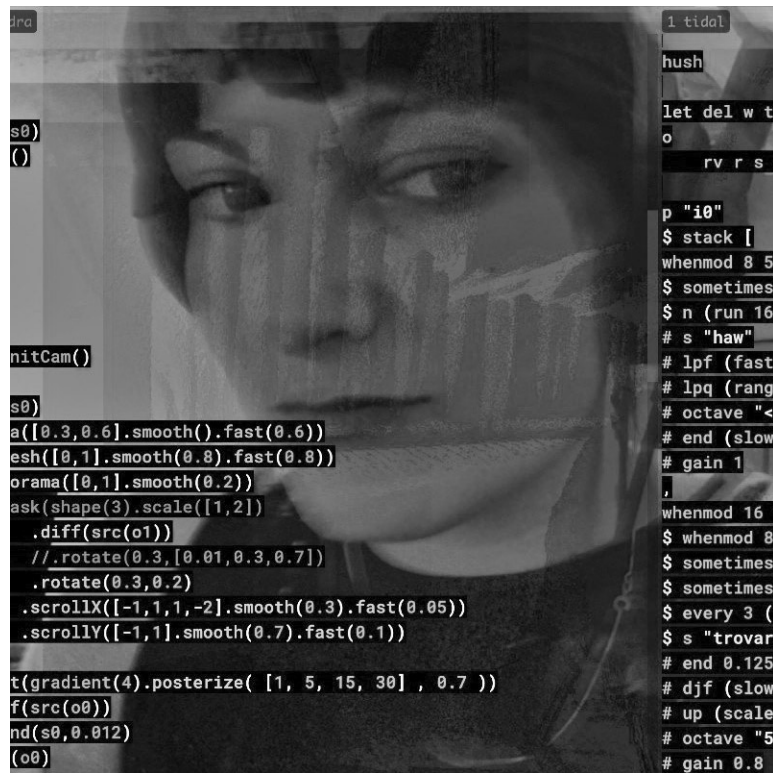 dra
s0)
()
nitCam()
s0)
a([0.3,0.6].smooth().fast(0.6))
esh([0,1].smooth(0.8).fast(0.8))
orama([0,1].smooth(0.2))
ask(shape(3).scale([1,2])
.diff(src(o1))
//.rotate(0.3,[0.01,0.3,0.7])
.rotate(0.3,0.2)
.scrollX([-1,1,1,-2].smooth(0.3).fast(0.05))
.scrollY([-1,1].smooth(0.7).fast(0.1))
t(gradient(4).posterize( [1, 5, 15, 30] , 0.7 ))
f(src(o0))
nd(s0,0.012)
(o0)
1 tidal
hush
let del w t
o
rv r s
p "i0"
$ stack [
whenmod 8 5
$ sometimes
$ n (run 16
# s "haw"
# lpf (fast
# lpq (rang
# octave "<
# end (slow
# gain 1
,
whenmod 16
$ whenmod 8
$ sometimes
$ sometimes
$ every 3 (
$ s "trovar
# end 0.125
# djf (slow
# up (scale
# octave "5
# gain 0.8